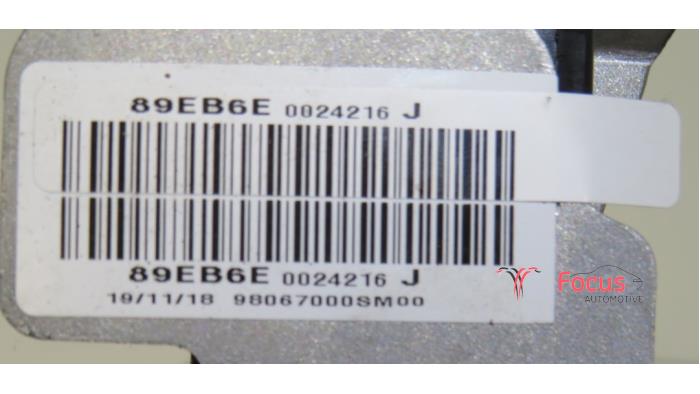 89EB6E 0024216 J
89EB6E 0024216 J
19/11/18 98067000SM00
Focus
AUTOMOTIVE